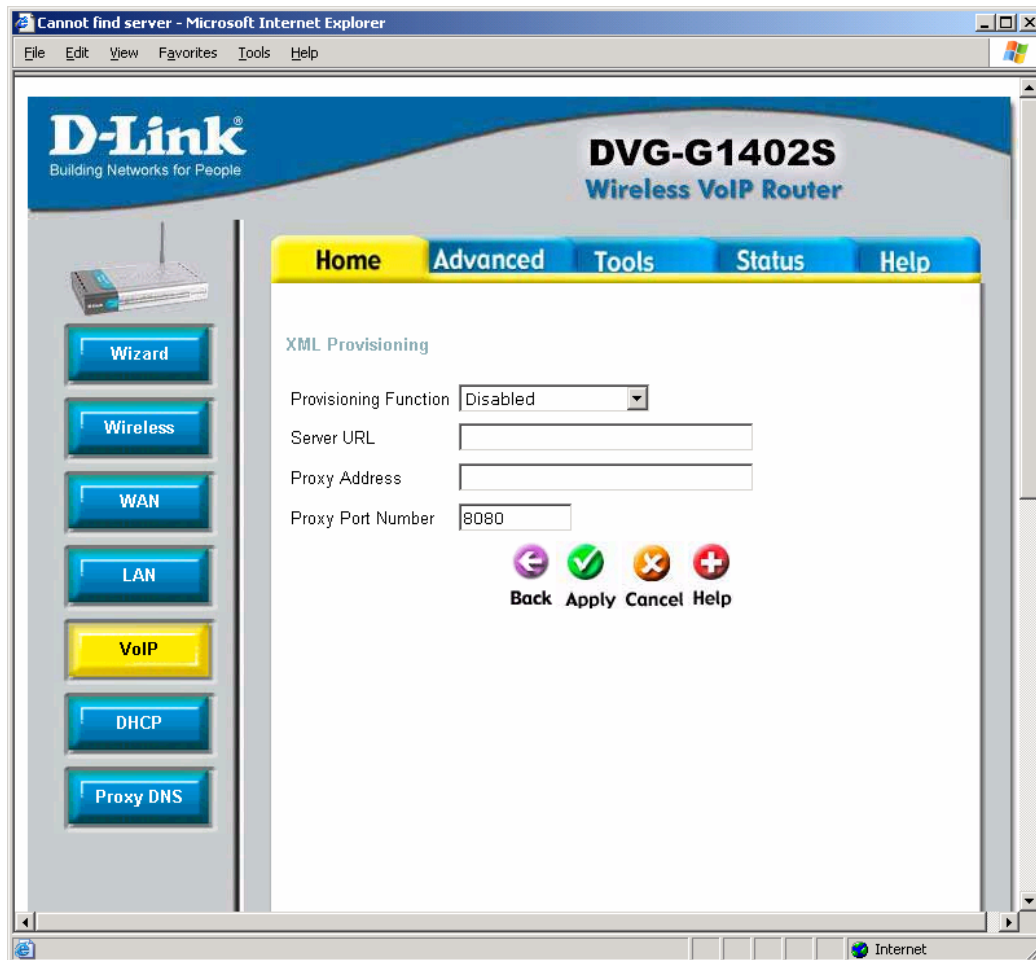 Cannot find server - Microsoft Internet Explorer
File Edit View Favorites Tools Help
D-Link®
Building Networks for People
DVG-G1402S
Wireless VoIP Router
Home Advanced Tools Status Help
Wizard
Wireless
WAN
LAN
VoIP
DHCP
Proxy DNS
XML Provisioning
Provisioning Function Disabled
Server URL
Proxy Address
Proxy Port Number 8080
Back Apply Cancel Help
Internet